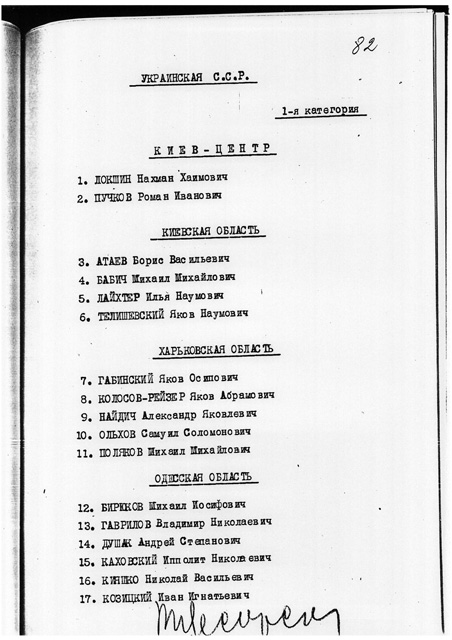 82
УКРАИНСКАЯ С.С.Р.
1-я категория
КИЕВ-ЦЕНТР
1. ЛОКШИН Нахман Хаимович
2. ПУЧКОВ Роман Иванович
КИЕВСКАЯ ОБЛАСТЬ
3. АТАЕВ Борис Васильевич
4. БАБИЧ Михаил Михайлович
5. ЛАЙХТЕР Илья Наумович
6. ТЕЛИШЕВСКИЙ Яков Наумович
ХАРЬКОВСКАЯ ОБЛАСТЬ
7. ГАБИНСКИЙ Яков Осипович
8. КОЛОСОВ-РЕЙЗЕР Яков Абрамович
9. НАЙДИЧ Александр Яковлевич
10. ОЛЬХОВ Самуил Соломонович
11. ПОЛЯКОВ Михаил Михайлович
ОДЕССКАЯ ОБЛАСТЬ
12. БИРЮКОВ Михаил Иосифович
13. ГАВРИЛОВ Владимир Николаевич
14. ДУШАК Андрей Степанович
15. КАХОВСКИЙ Ипполит Николаевич
16. КИЯШКО Николай Васильевич
17. КОЗИЦКИЙ Иван Игнатьевич